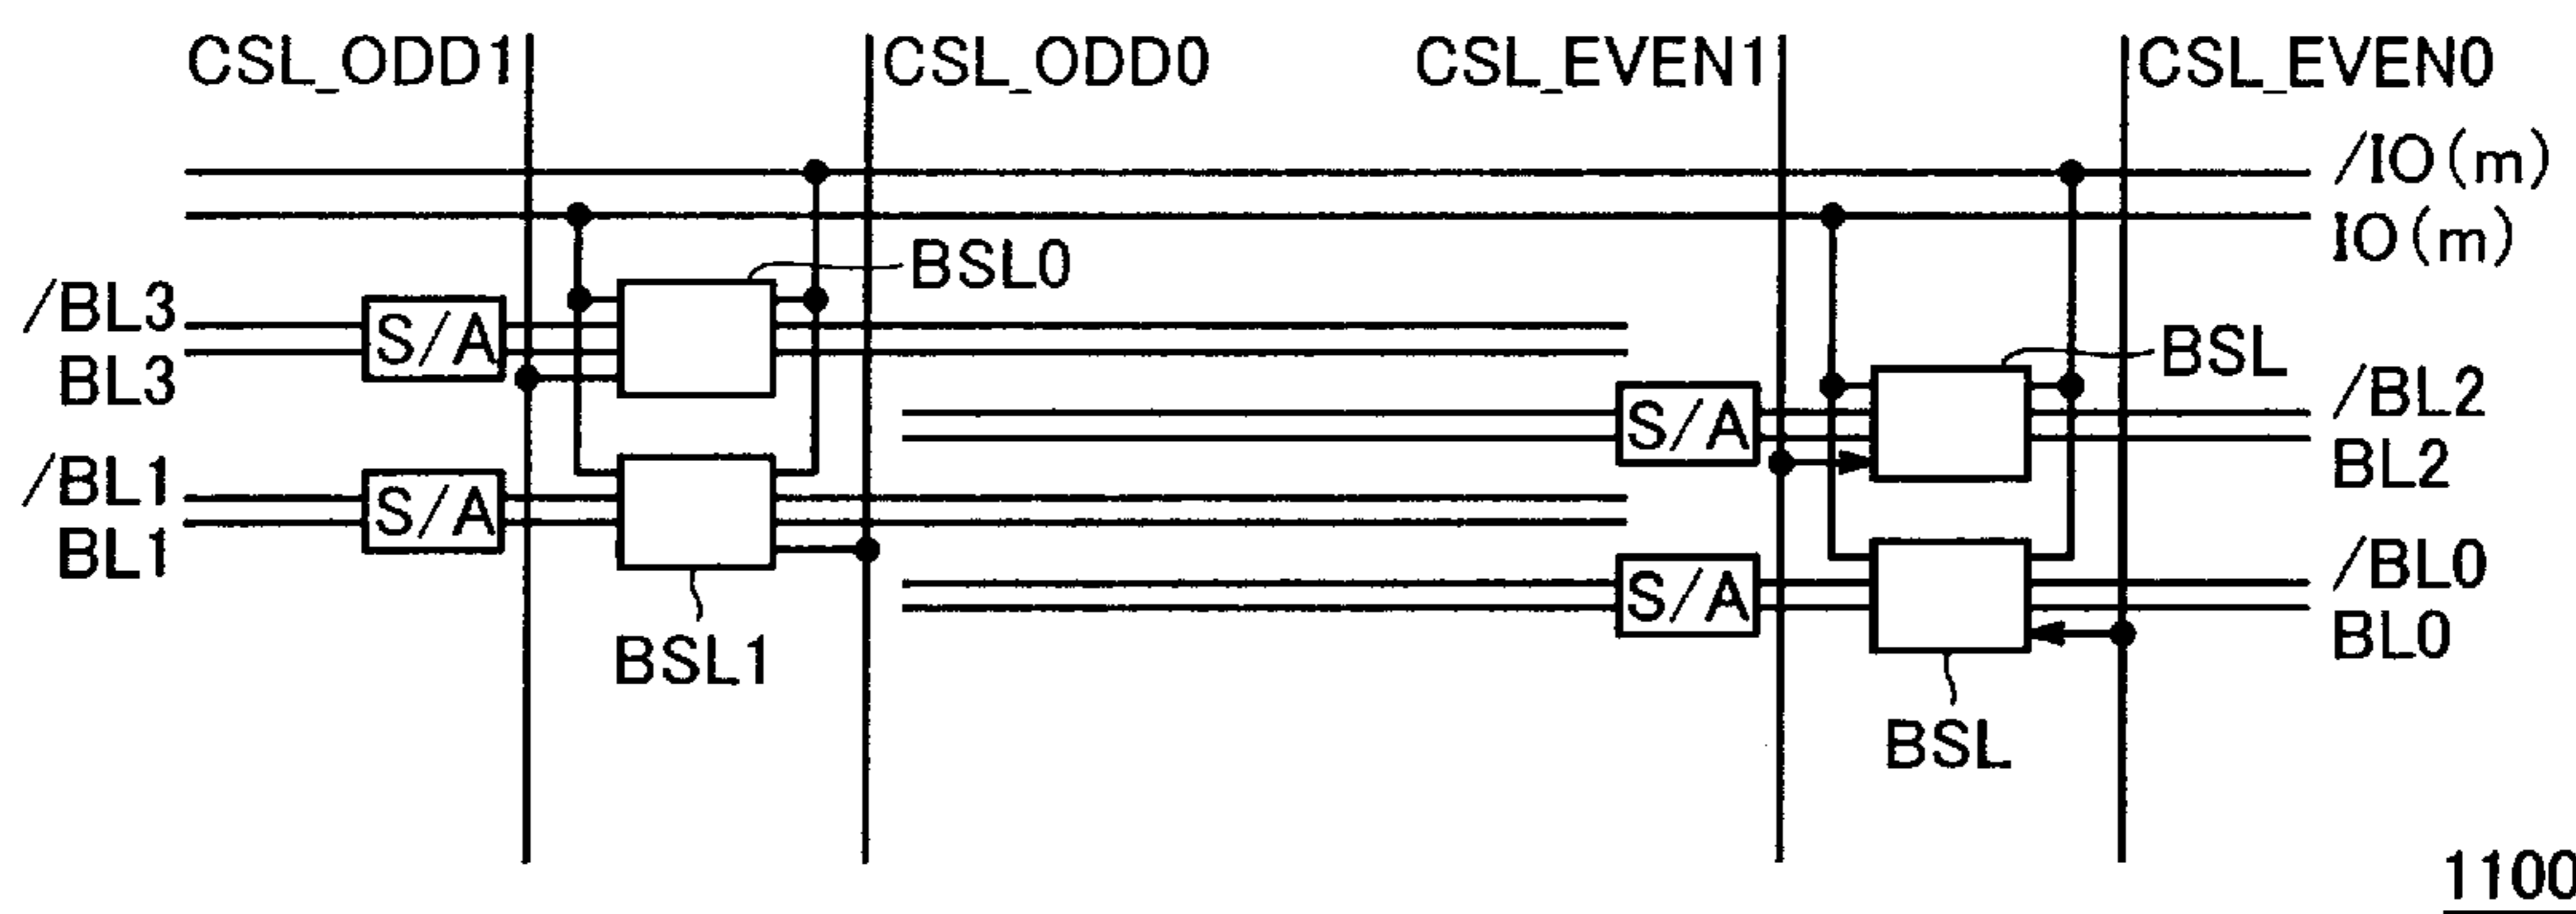 CSL_ODD1
CSL_ODD0
CSL_EVEN1
CSL_EVEN0
/IO(m)
IO(m)
BSL0
/BL3
BL3
S/A
BSL
/BL2
BL2
S/A
/BL1
BL1
S/A
BSL1
/BL0
BL0
S/A
BSL
1100